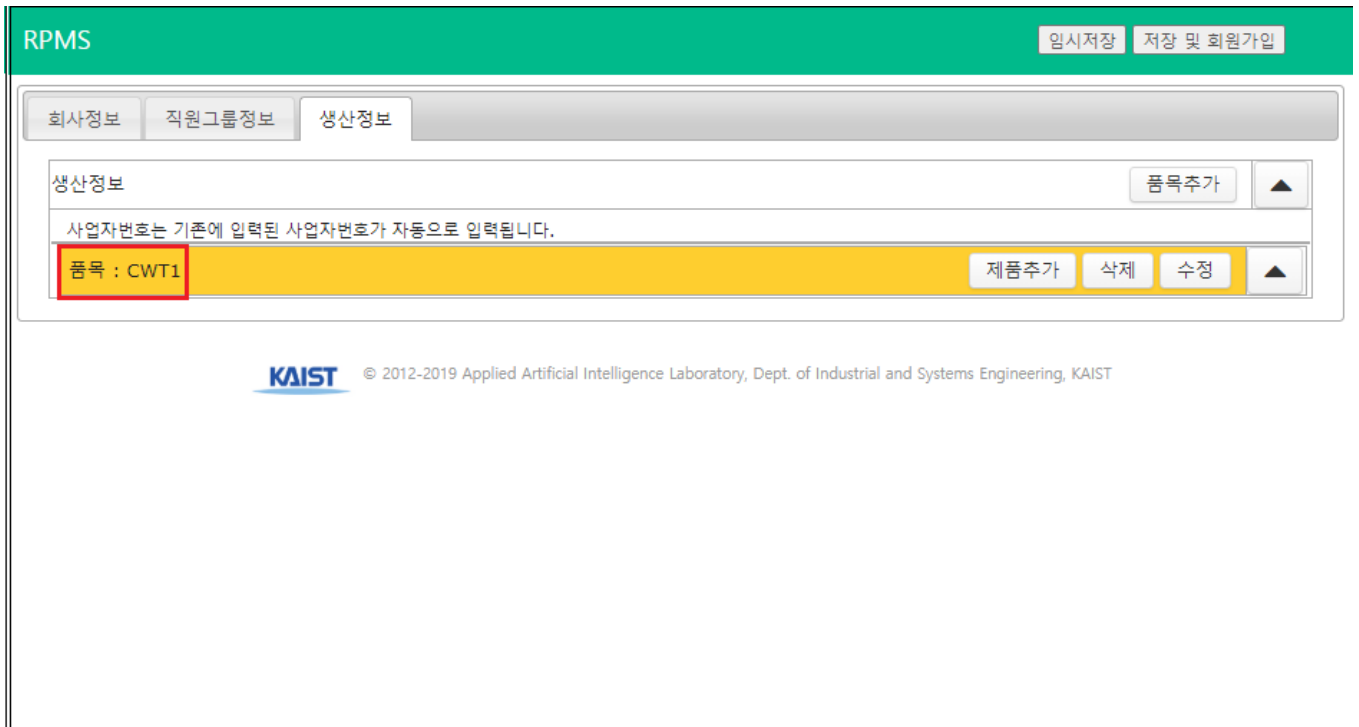 RPMS 임시저장 저장 및 회원가입
회사정보 직원그룹정보 생산정보
생산정보 품목추가
사업자번호는 기존에 입력된 사업자번호가 자동으로 입력됩니다.
품목 : CWT1 제품추가 삭제 수정
KAIST © 2012-2019 Applied Artificial Intelligence Laboratory, Dept. of Industrial and Systems Engineering, KAIST